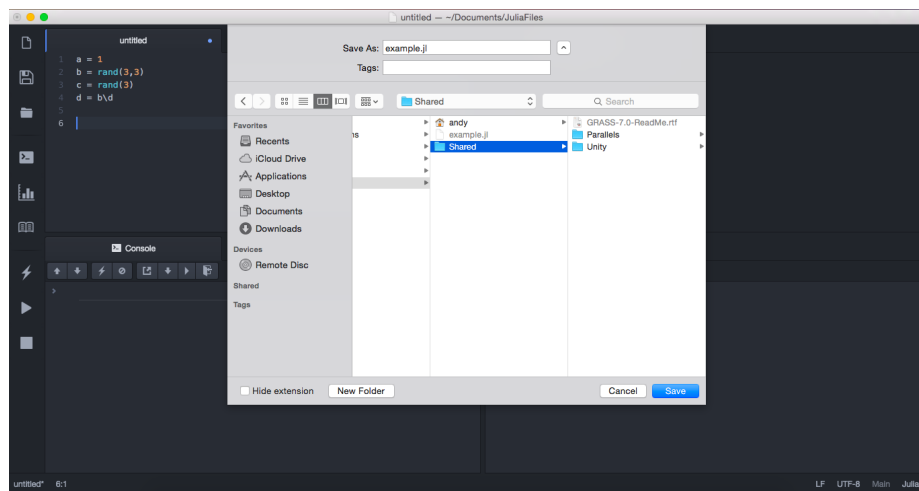 untitled — ~/Documents/JuliaFiles
untitled
1 a = 1
2 b = rand(3,3)
3 c = rand(3)
4 d = b\d
5
6
Save As: example.jl
Tags:
Shared
Search
Favorites
Recents
iCloud Drive
Applications
Desktop
Documents
Downloads
Devices
Remote Disc
Shared
Tags
ns
andy
example.jl
Shared
GRASS-7.0-ReadMe.rtf
Parallels
Unity
Hide extension
New Folder
Cancel
Save
Console
>
untitled* 6:1
LF UTF-8 Main Julia